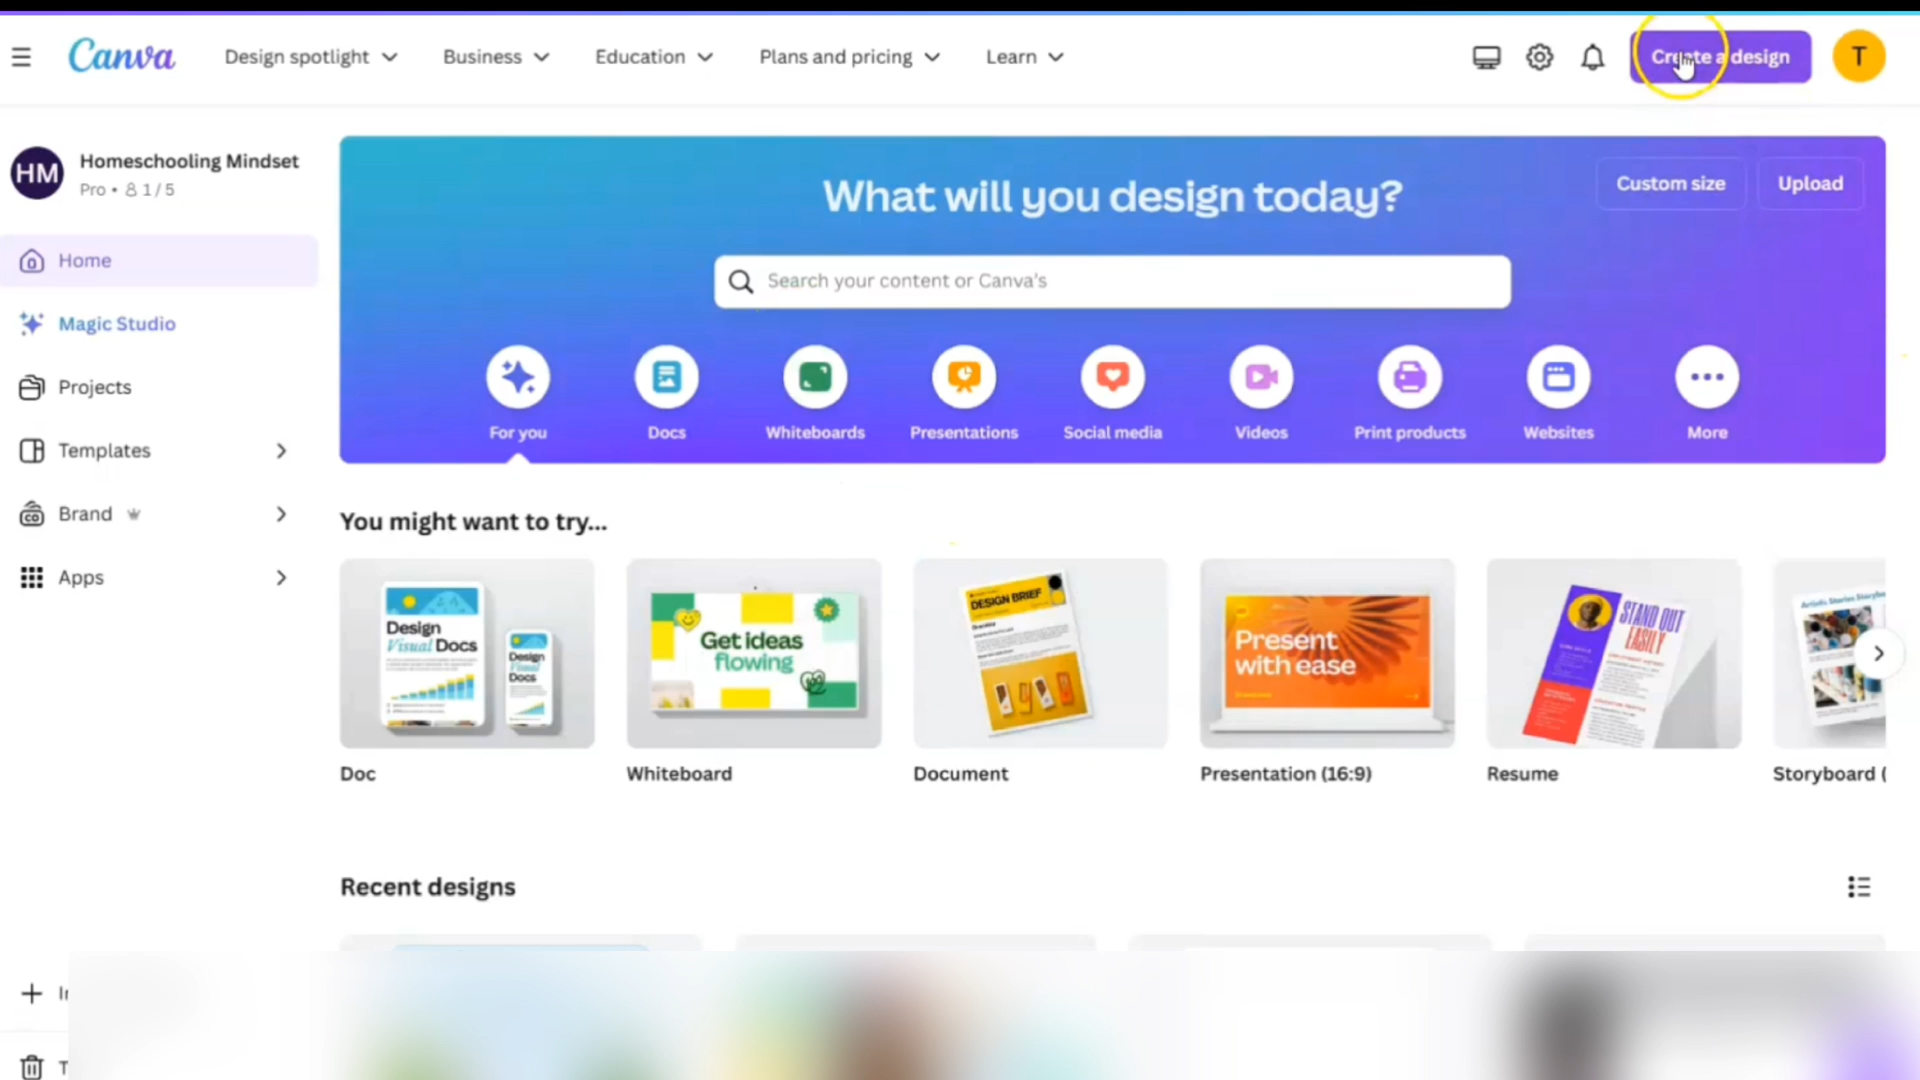 Canva
Design spotlight
Business
Education
Plans and pricing
Learn
Create a design
T
HM
Homeschooling Mindset
Pro • 1 / 5
Home
Magic Studio
Projects
Templates
Brand
CO
Apps
What will you design today?
Custom size
Upload
Search your content or Canva's
For you
Docs
Whiteboards
Presentations
Social media
Videos
Print products
Websites
More
You might want to try...
Design
Visual Docs
Design
Visual
Docs
Get ideas
flowing
DESIGN BRIEF
Present
with ease
STAND OUT
EASILY
Doc
Whiteboard
Document
Presentation (16:9)
Resume
Storyboard (
Recent designs